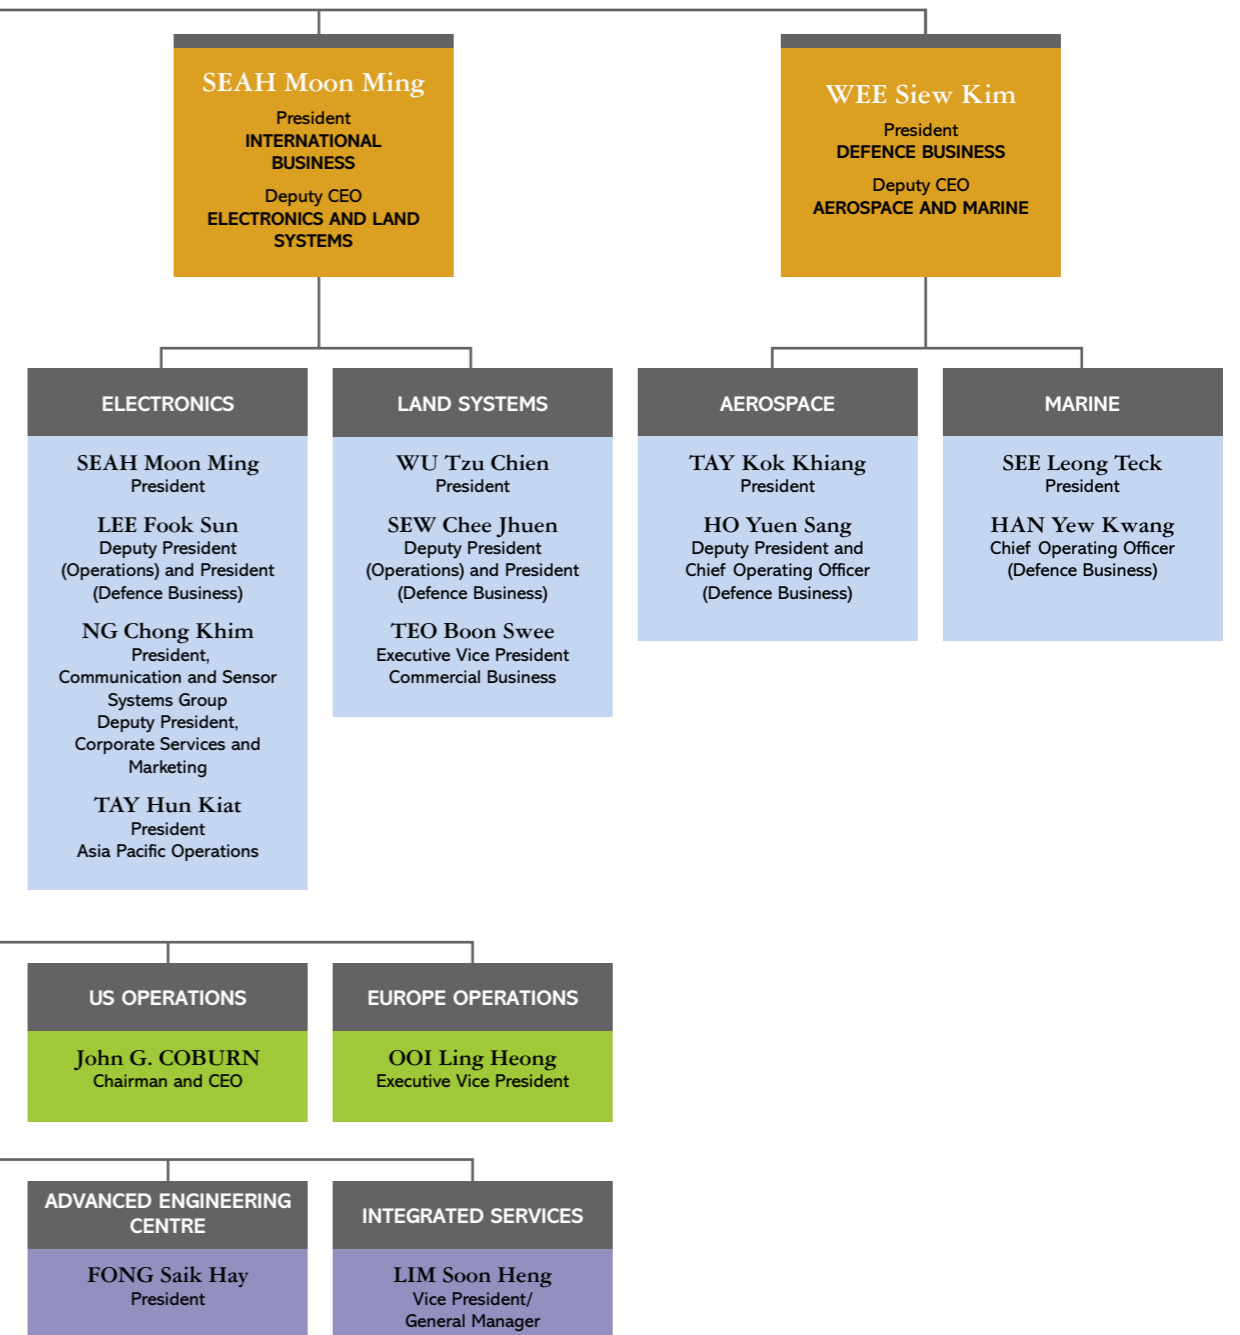 SEAH Moon Ming
President
INTERNATIONAL
BUSINESS
Deputy CEO
ELECTRONICS AND LAND
SYSTEMS
WEE Siew Kim
President
DEFENCE BUSINESS
Deputy CEO
AEROSPACE AND MARINE
ELECTRONICS
SEAH Moon Ming
President
LEE Fook Sun
Deputy President
(Operations) and President
(Defence Business)
NG Chong Khim
President,
Communication and Sensor
Systems Group
Deputy President,
Corporate Services and
Marketing
TAY Hun Kiat
President
Asia Pacific Operations
LAND SYSTEMS
WU Tzu Chien
President
SEW Chee Jhuen
Deputy President
(Operations) and President
(Defence Business)
TEO Boon Swee
Executive Vice President
Commercial Business
AEROSPACE
TAY Kok Khiang
President
HO Yuen Sang
Deputy President and
Chief Operating Officer
(Defence Business)
MARINE
SEE Leong Teck
President
HAN Yew Kwang
Chief Operating Officer
(Defence Business)
US OPERATIONS
John G. COBURN
Chairman and CEO
EUROPE OPERATIONS
OOI Ling Heong
Executive Vice President
ADVANCED ENGINEERING
CENTRE
FONG Saik Hay
President
INTEGRATED SERVICES
LIM Soon Heng
Vice President/
General Manager